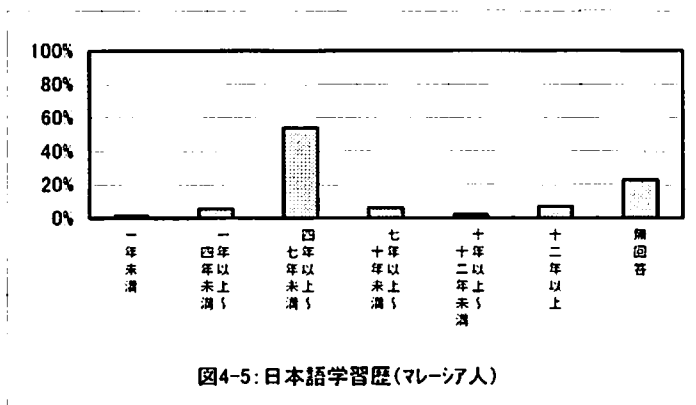 100%
80%
60%
40%
20%
0%
一年未満
一年以上~
四年未満
四年以上~
七年未満
七年以上~
十年未満
十年以上~
十二年未満
十二年以上
無回答
図4-5:日本語学習歴(マレーシア人)